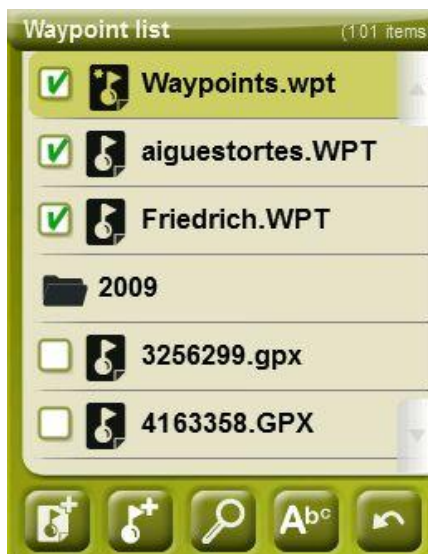 Waypoint list (101 items
Waypoints.wpt
aiguestortes.WPT
Friedrich.WPT
2009
3256299.gpx
4163358.GPX
Abc